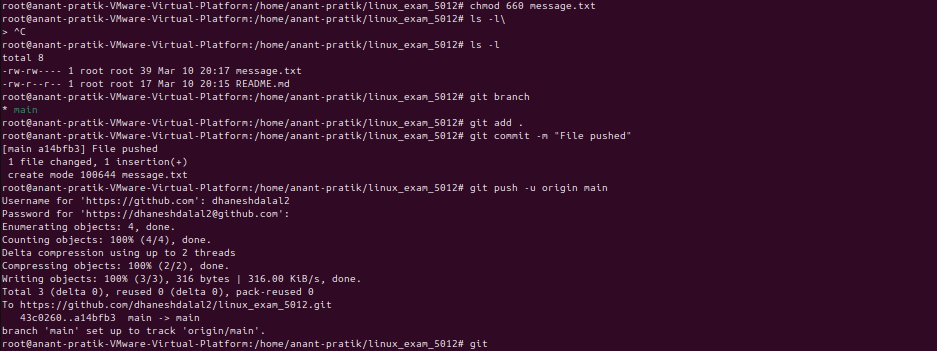 root@anant-pratik-VMware-Virtual-Platform:/home/anant-pratik/linux_exam_5012# chmod 660 message.txt
root@anant-pratik-VMware-Virtual-Platform:/home/anant-pratik/linux_exam_5012# ls -l\
> ^C
root@anant-pratik-VMware-Virtual-Platform:/home/anant-pratik/linux_exam_5012# ls -l
total 8
-rw-rw---- 1 root root 39 Mar 10 20:17 message.txt
-rw-r--r-- 1 root root 17 Mar 10 20:15 README.md
root@anant-pratik-VMware-Virtual-Platform:/home/anant-pratik/linux_exam_5012# git branch
* main
root@anant-pratik-VMware-Virtual-Platform:/home/anant-pratik/linux_exam_5012# git add .
root@anant-pratik-VMware-Virtual-Platform:/home/anant-pratik/linux_exam_5012# git commit -m "File pushed"
[main a14bfb3] File pushed
 1 file changed, 1 insertion(+)
 create mode 100644 message.txt
root@anant-pratik-VMware-Virtual-Platform:/home/anant-pratik/linux_exam_5012# git push -u origin main
Username for 'https://github.com': dhaneshdalal2
Password for 'https://dhaneshdalal2@github.com':
Enumerating objects: 4, done.
Counting objects: 100% (4/4), done.
Delta compression using up to 2 threads
Compressing objects: 100% (2/2), done.
Writing objects: 100% (3/3), 316 bytes | 316.00 KiB/s, done.
Total 3 (delta 0), reused 0 (delta 0), pack-reused 0
To https://github.com/dhaneshdalal2/linux_exam_5012.git
   43c0260..a14bfb3  main -> main
branch 'main' set up to track 'origin/main'.
root@anant-pratik-VMware-Virtual-Platform:/home/anant-pratik/linux_exam_5012# git